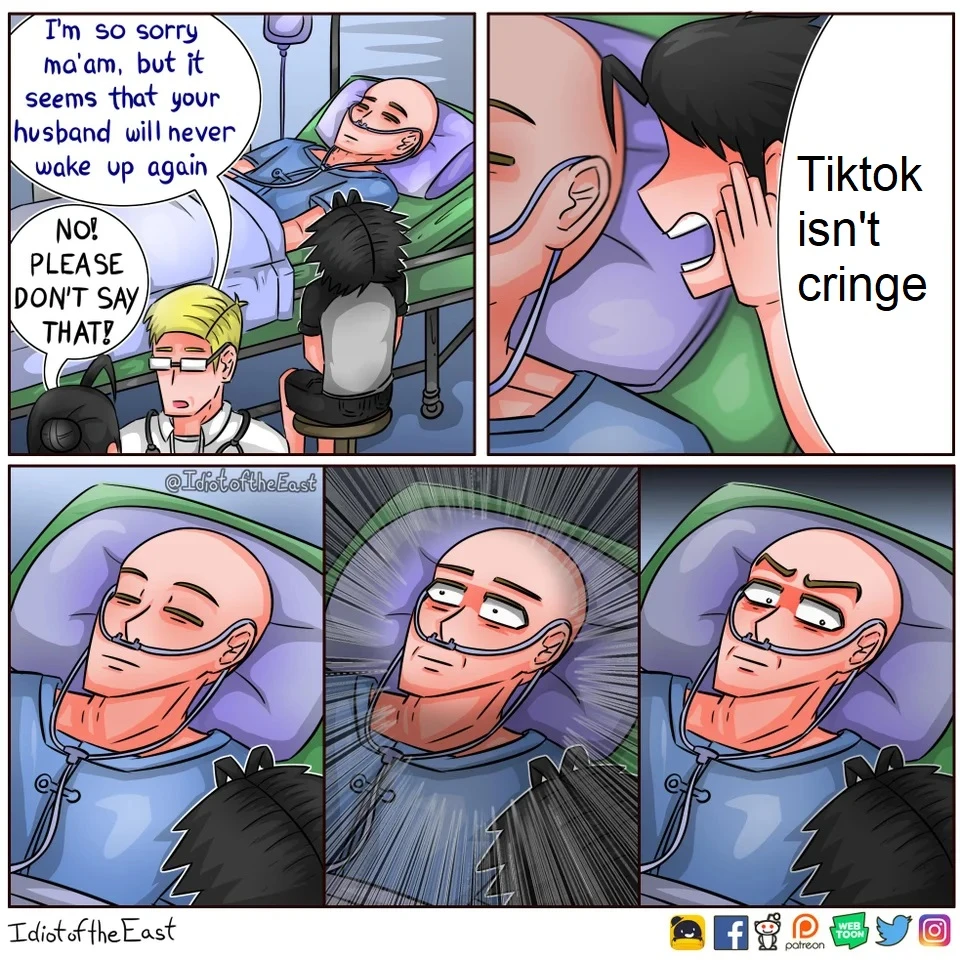 I'm so sorry
ma'am, but it
seems that your
husband will never
wake up again
NO!
PLEASE
DON'T SAY
THAT!
Tiktok
isn't
cringe
@IdiotoftheEast
IdiotoftheEast
patreon
WEB
TOON